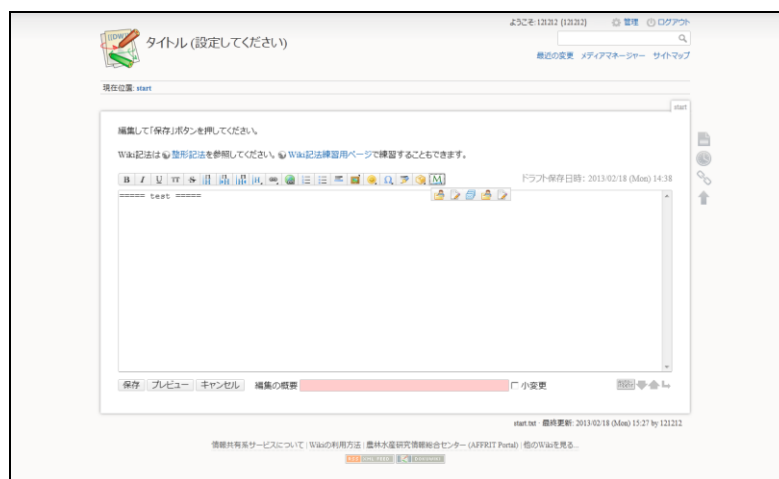 ようこそ: 121212 (121212) 管理 ログアウト
タイトル (設定してください)
最近の変更 メディアマネージャー サイトマップ
現在位置: start
start
編集して「保存」ボタンを押してください。
Wiki記法は 整形記法を参照してください。 Wiki記法練習用ページで練習することもできます。
B I U TT S
ドラフト保存日時: 2013/02/18 (Mon) 14:38
===== test =====
保存 プレビュー キャンセル 編集の概要 小変更
start.txt · 最終更新: 2013/02/18 (Mon) 15:27 by 121212
情報共有系サービスについて | Wikiの利用方法 | 農林水産研究情報総合センター (AFFRIT Portal) | 他のWikiを見る...